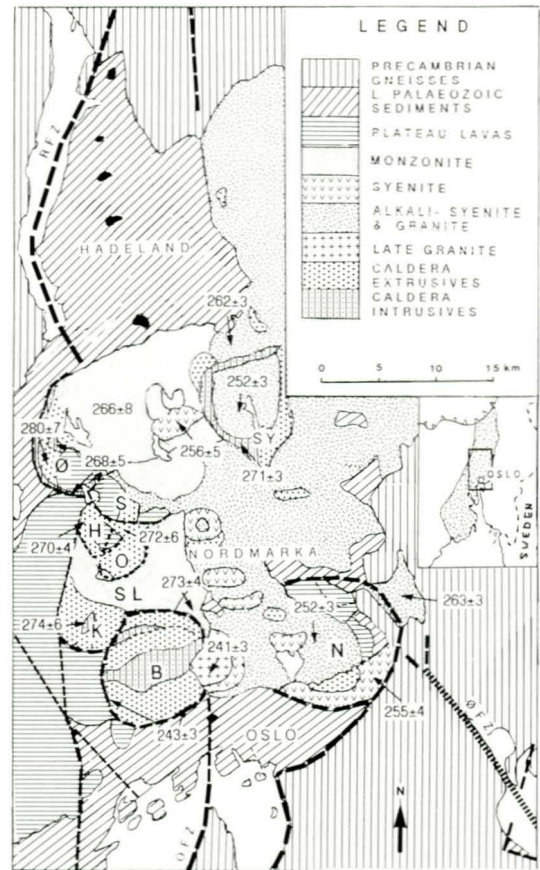 LEGEND
PRECAMBRIAN
GNEISSES
L. PALAEOZOIC
SEDIMENTS
PLATEAU LAVAS
MONZONITE
SYENITE
ALKALI-SYENITE
& GRANITE
LATE GRANITE
CALDERA
EXTRUSIVES
CALDERA
INTRUSIVES
0 5 10 15 km
OSLO
SWEDEN
RFZ
HADELAND
262±3
252±3
266±8
280±7
SY
256±5
Ø
268±5
271±3
S
H
272±6
270±4
O
NORDMARKA
273±4
SL
252±3
263±3
274±6
K
N
B
241±3
255±4
243±3
OSLO
ØFZ
OFZ
N